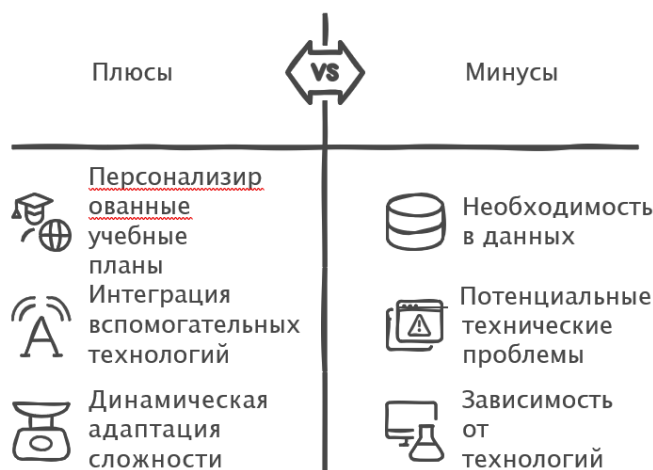 Плюсы
VS
Минусы
Персонализир
ованные
учебные
планы
Интеграция
вспомогательных
технологий
Динамическая
адаптация
сложности
Необходимость
в данных
Потенциальные
технические
проблемы
Зависимость
от
технологий